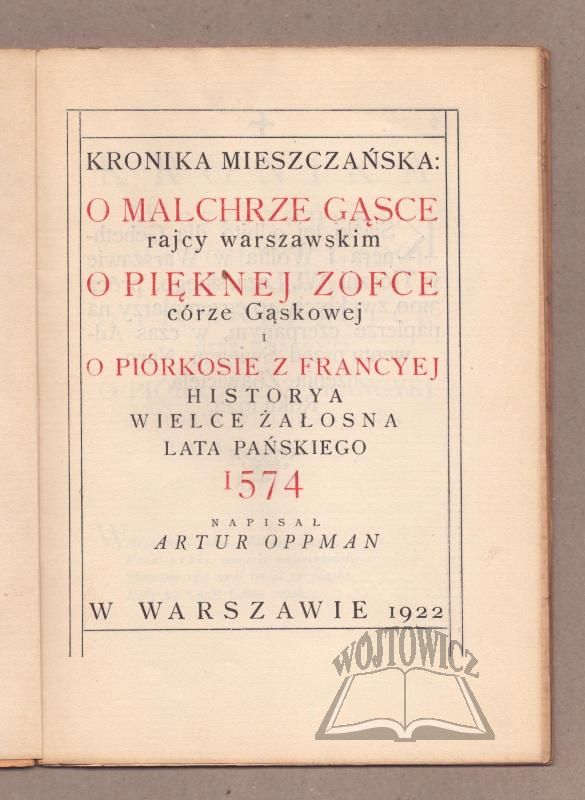 KRONIKA MIESZCZAŃSKA:
O MALCHRZE GĄSCE
rajcy warszawskim
O PIĘKNEJ ZOFCE
córze Gąskowej
I
O PIÓRKOSIE Z FRANCYEJ
HISTORYA
WIELCE ŻAŁOSNA
LATA PAŃSKIEGO
1574
NAPISAŁ
ARTUR OPPMAN
W WARSZAWIE 1922
WÓJTOWICZ